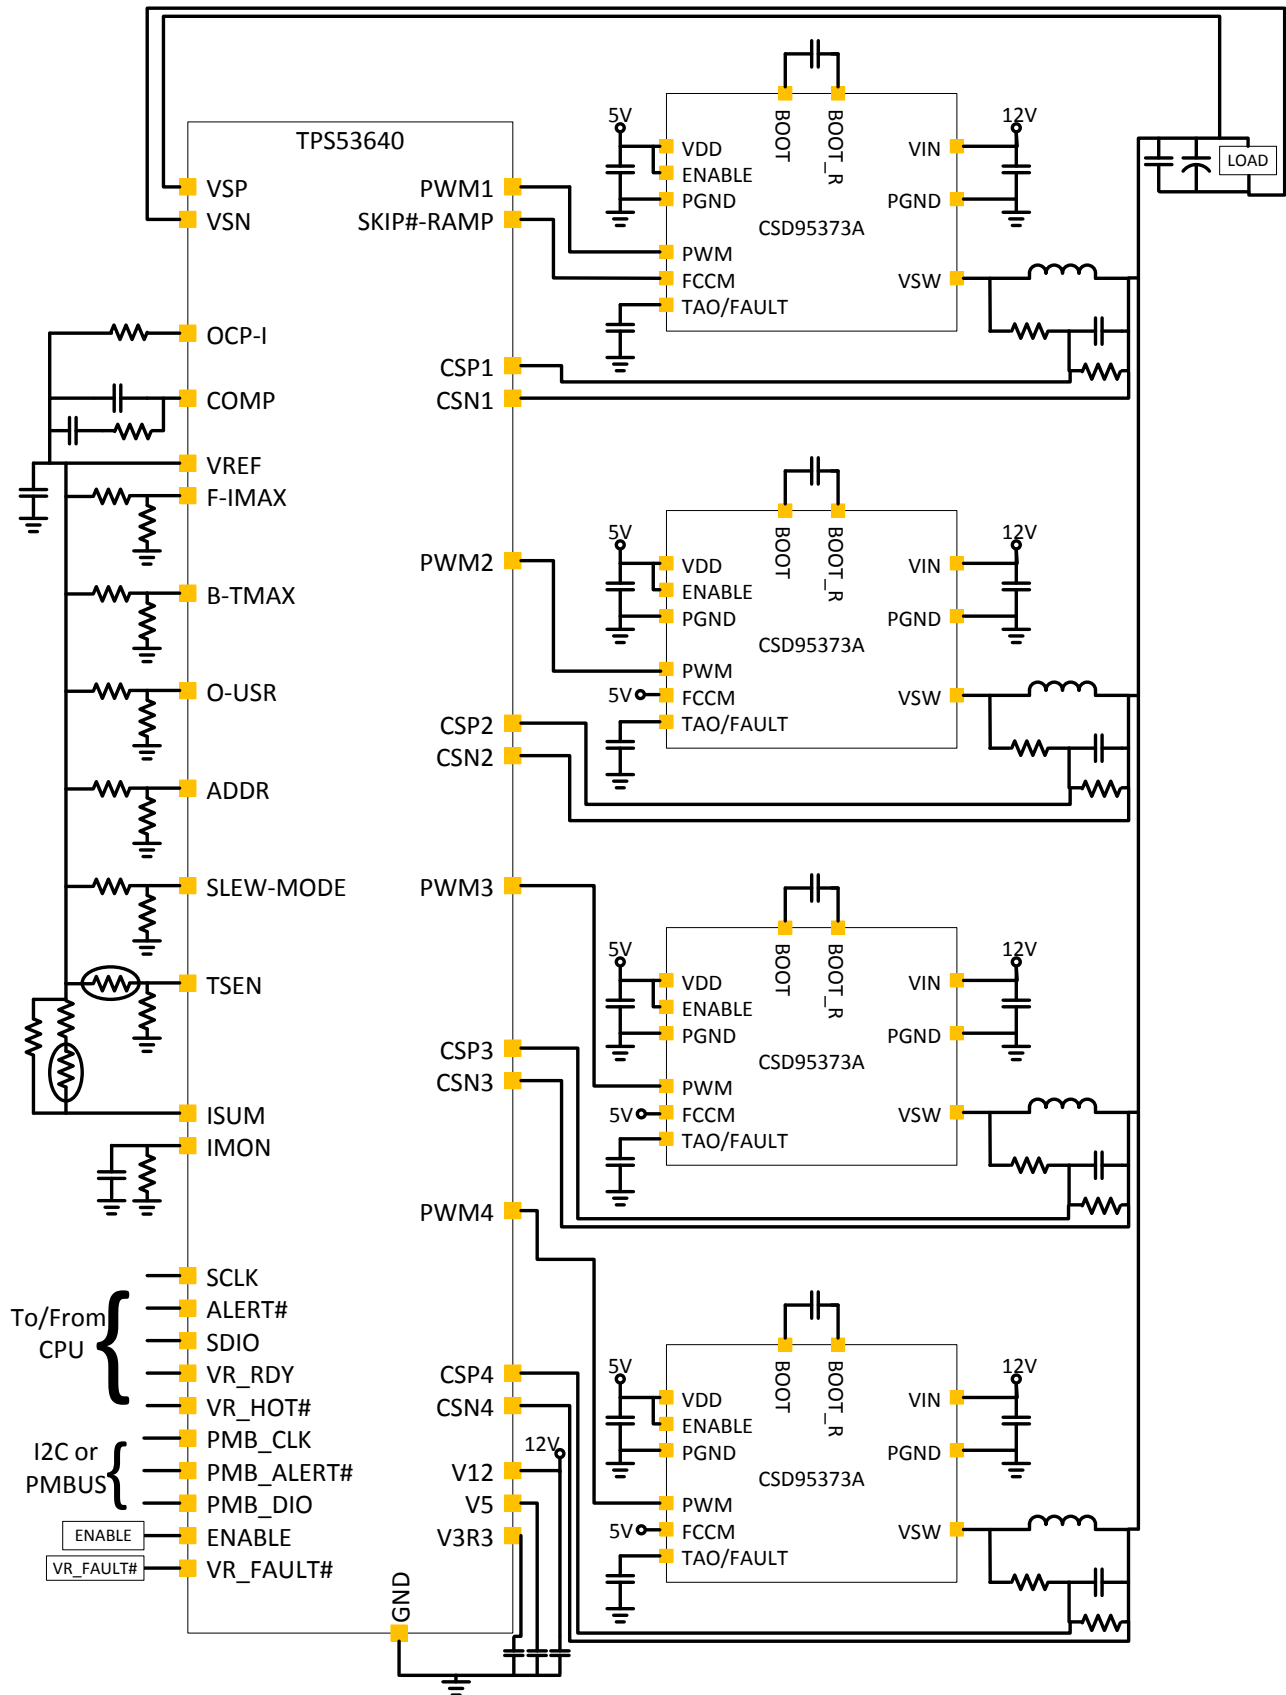 TPS53640
VSP
VSN
OCP-I
COMP
VREF
F-IMAX
B-TMAX
O-USR
ADDR
SLEW-MODE
TSEN
ISUM
IMON
To/From
CPU
SCLK
ALERT#
SDIO
VR_RDY
VR_HOT#
I2C or
PMBUS
PMB_CLK
PMB_ALERT#
PMB_DIO
ENABLE
ENABLE
VR_FAULT#
VR_FAULT#
GND
PWM1
SKIP#-RAMP
CSP1
CSN1
PWM2
CSP2
CSN2
PWM3
CSP3
CSN3
PWM4
CSP4
CSN4
12V
V12
V5
V3R3
5V
BOOT
BOOT_R
12V
VDD
ENABLE
PGND
VIN
PGND
CSD95373A
PWM
FCCM
TAO/FAULT
VSW
LOAD
5V
BOOT
BOOT_R
12V
VDD
ENABLE
PGND
VIN
PGND
CSD95373A
PWM
5V
FCCM
TAO/FAULT
VSW
5V
BOOT
BOOT_R
12V
VDD
ENABLE
PGND
VIN
PGND
CSD95373A
PWM
5V
FCCM
TAO/FAULT
VSW
5V
BOOT
BOOT_R
12V
VDD
ENABLE
PGND
VIN
PGND
CSD95373A
PWM
5V
FCCM
TAO/FAULT
VSW